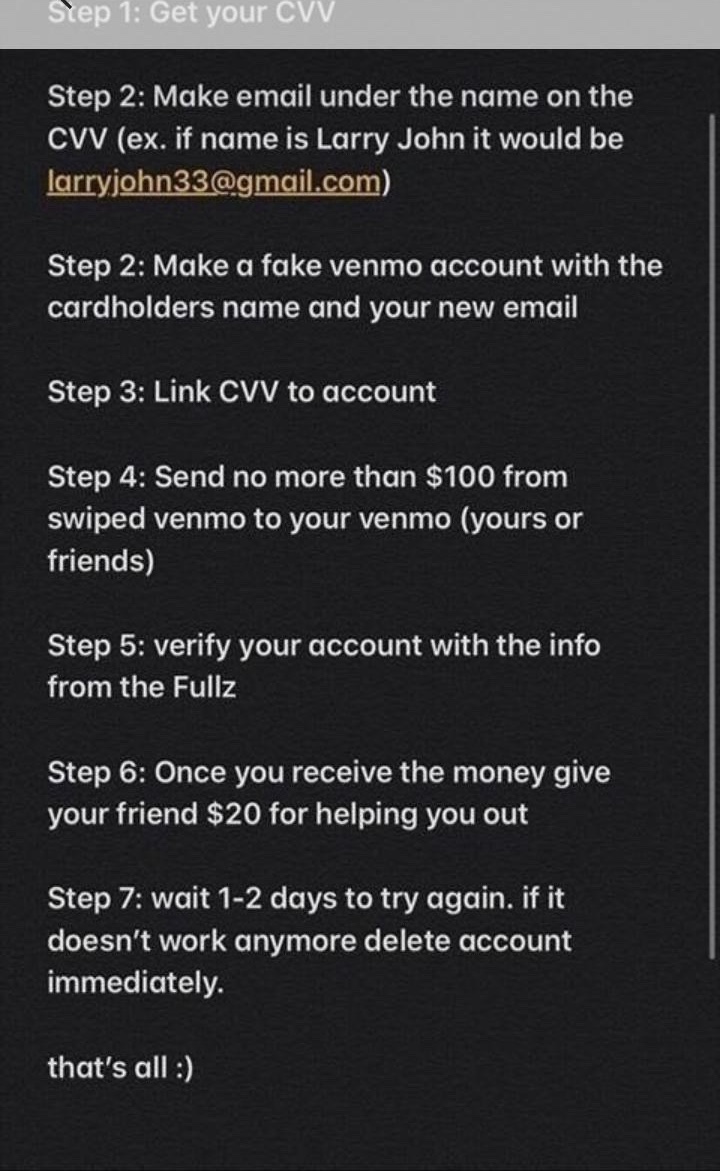 Step 1: Get your CVV
Step 2: Make email under the name on the
CVV (ex. if name is Larry John it would be
larryjohn33@gmail.com)
Step 2: Make a fake venmo account with the
cardholders name and your new email
Step 3: Link CVV to account
Step 4: Send no more than $100 from
swiped venmo to your venmo (yours or
friends)
Step 5: verify your account with the info
from the Fullz
Step 6: Once you receive the money give
your friend $20 for helping you out
Step 7: wait 1-2 days to try again. if it
doesn't work anymore delete account
immediately.
that's all :)